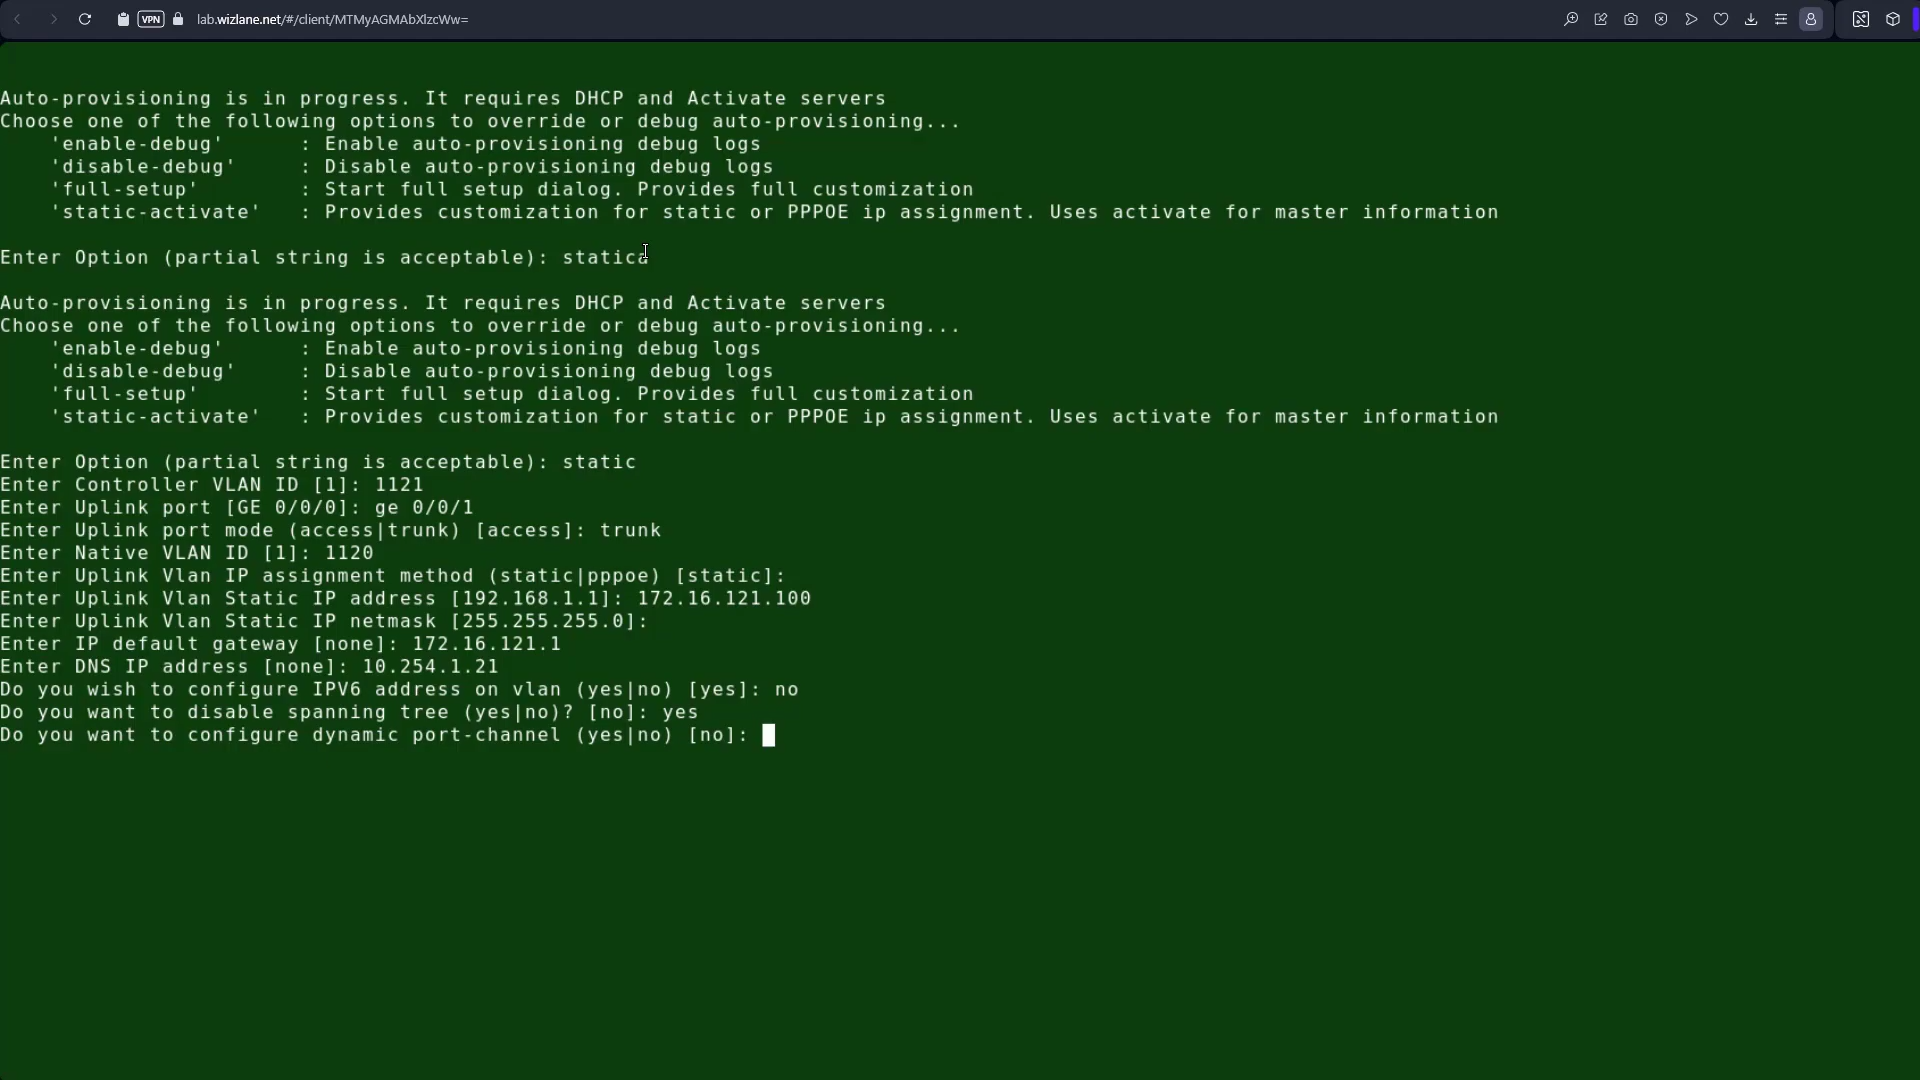 VPN
lab.wizlane.net/#/client/MTMyAGMAbXlzcWw=
Auto-provisioning is in progress. It requires DHCP and Activate servers
Choose one of the following options to override or debug auto-provisioning...
'enable-debug' : Enable auto-provisioning debug logs
'disable-debug' : Disable auto-provisioning debug logs
'full-setup' : Start full setup dialog. Provides full customization
'static-activate' : Provides customization for static or PPPOE ip assignment. Uses activate for master information
Enter Option (partial string is acceptable): statica
Auto-provisioning is in progress. It requires DHCP and Activate servers
Choose one of the following options to override or debug auto-provisioning...
'enable-debug' : Enable auto-provisioning debug logs
'disable-debug' : Disable auto-provisioning debug logs
'full-setup' : Start full setup dialog. Provides full customization
'static-activate' : Provides customization for static or PPPOE ip assignment. Uses activate for master information
Enter Option (partial string is acceptable): static
Enter Controller VLAN ID [1]: 1121
Enter Uplink port [GE 0/0/0]: ge 0/0/1
Enter Uplink port mode (access|trunk) [access]: trunk
Enter Native VLAN ID [1]: 1120
Enter Uplink Vlan IP assignment method (static|pppoe) [static]:
Enter Uplink Vlan Static IP address [192.168.1.1]: 172.16.121.100
Enter Uplink Vlan Static IP netmask [255.255.255.0]:
Enter IP default gateway [none]: 172.16.121.1
Enter DNS IP address [none]: 10.254.1.21
Do you wish to configure IPV6 address on vlan (yes|no) [yes]: no
Do you want to disable spanning tree (yes|no)? [no]: yes
Do you want to configure dynamic port-channel (yes|no) [no]: